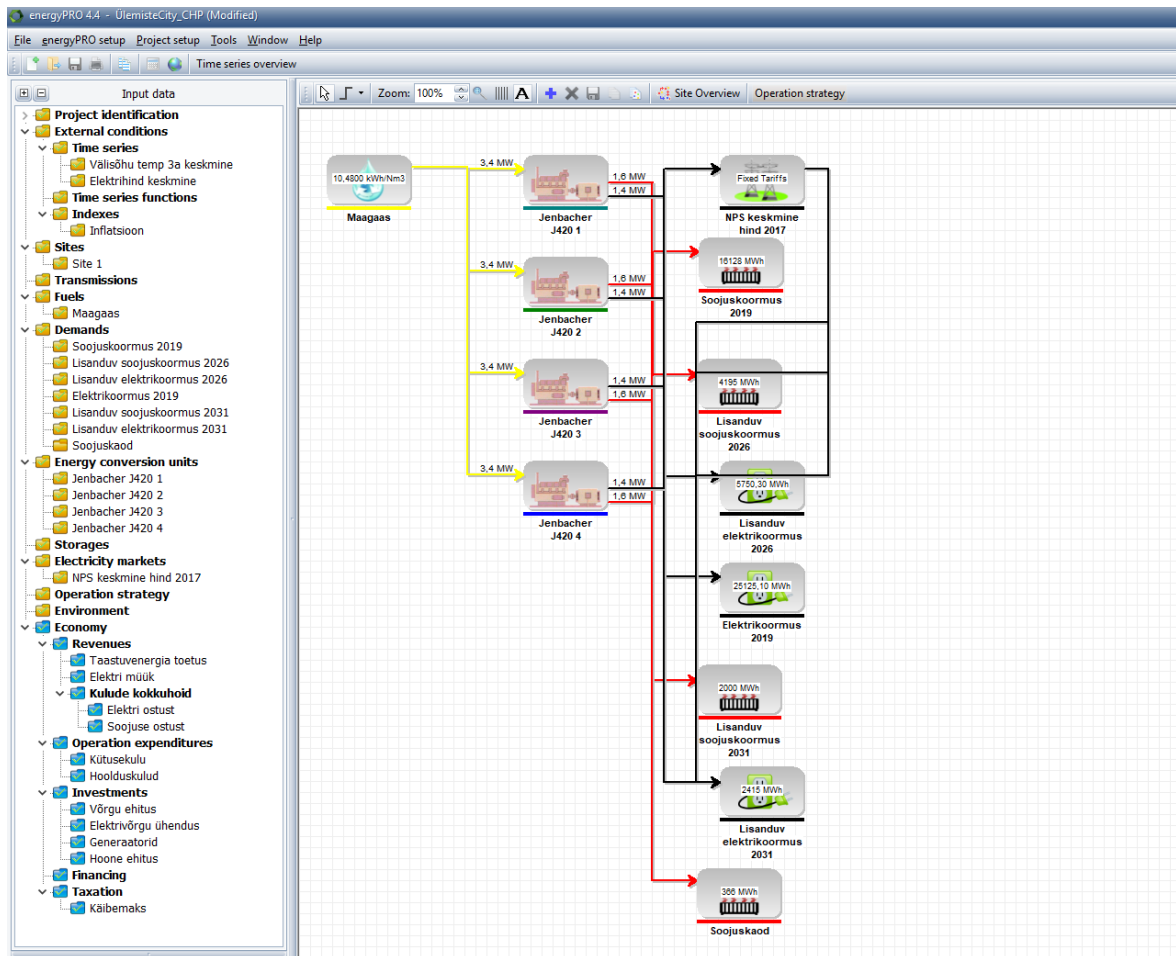 energyPRO 4.4 - ÜlemisteCity_CHP (Modified)
File energyPRO setup Project setup Tools Window Help
Time series overview
Input data
Project identification
External conditions
Time series
Välisõhu temp 3a keskmine
Elektrihind keskmine
Time series functions
Indexes
Inflatsioon
Sites
Site 1
Transmissions
Fuels
Maagaas
Demands
Soojuskoormus 2019
Lisanduv soojuskoormus 2026
Lisanduv elektrikoormus 2026
Elektrikoormus 2019
Lisanduv soojuskoormus 2031
Lisanduv elektrikoormus 2031
Soojuskaod
Energy conversion units
Jenbacher J420 1
Jenbacher J420 2
Jenbacher J420 3
Jenbacher J420 4
Storages
Electricity markets
NPS keskmine hind 2017
Operation strategy
Environment
Economy
Revenues
Taastuvenergia toetus
Elektri müük
Kulude kokkuhoid
Elektri ostust
Soojuse ostust
Operation expenditures
Kütusekulu
Hoolduskulud
Investments
Võrgu ehitus
Elektrivõrgu ühendus
Generaatorid
Hoone ehitus
Financing
Taxation
Käibemaks
Zoom: 100% A Site Overview Operation strategy
10,4800 kWh/Nm3
Maagaas
3,4 MW
1,6 MW
1,4 MW
Jenbacher
J420 1
Fixed Tariffs
NPS keskmine
hind 2017
16128 MWh
Soojuskoormus
2019
3,4 MW
1,6 MW
1,4 MW
Jenbacher
J420 2
3,4 MW
1,4 MW
1,6 MW
Jenbacher
J420 3
4195 MWh
Lisanduv
soojuskoormus
2026
3,4 MW
1,4 MW
1,6 MW
Jenbacher
J420 4
5750,30 MWh
Lisanduv
elektrikoormus
2026
25125,10 MWh
Elektrikoormus
2019
2000 MWh
Lisanduv
soojuskoormus
2031
2415 MWh
Lisanduv
elektrikoormus
2031
366 MWh
Soojuskaod